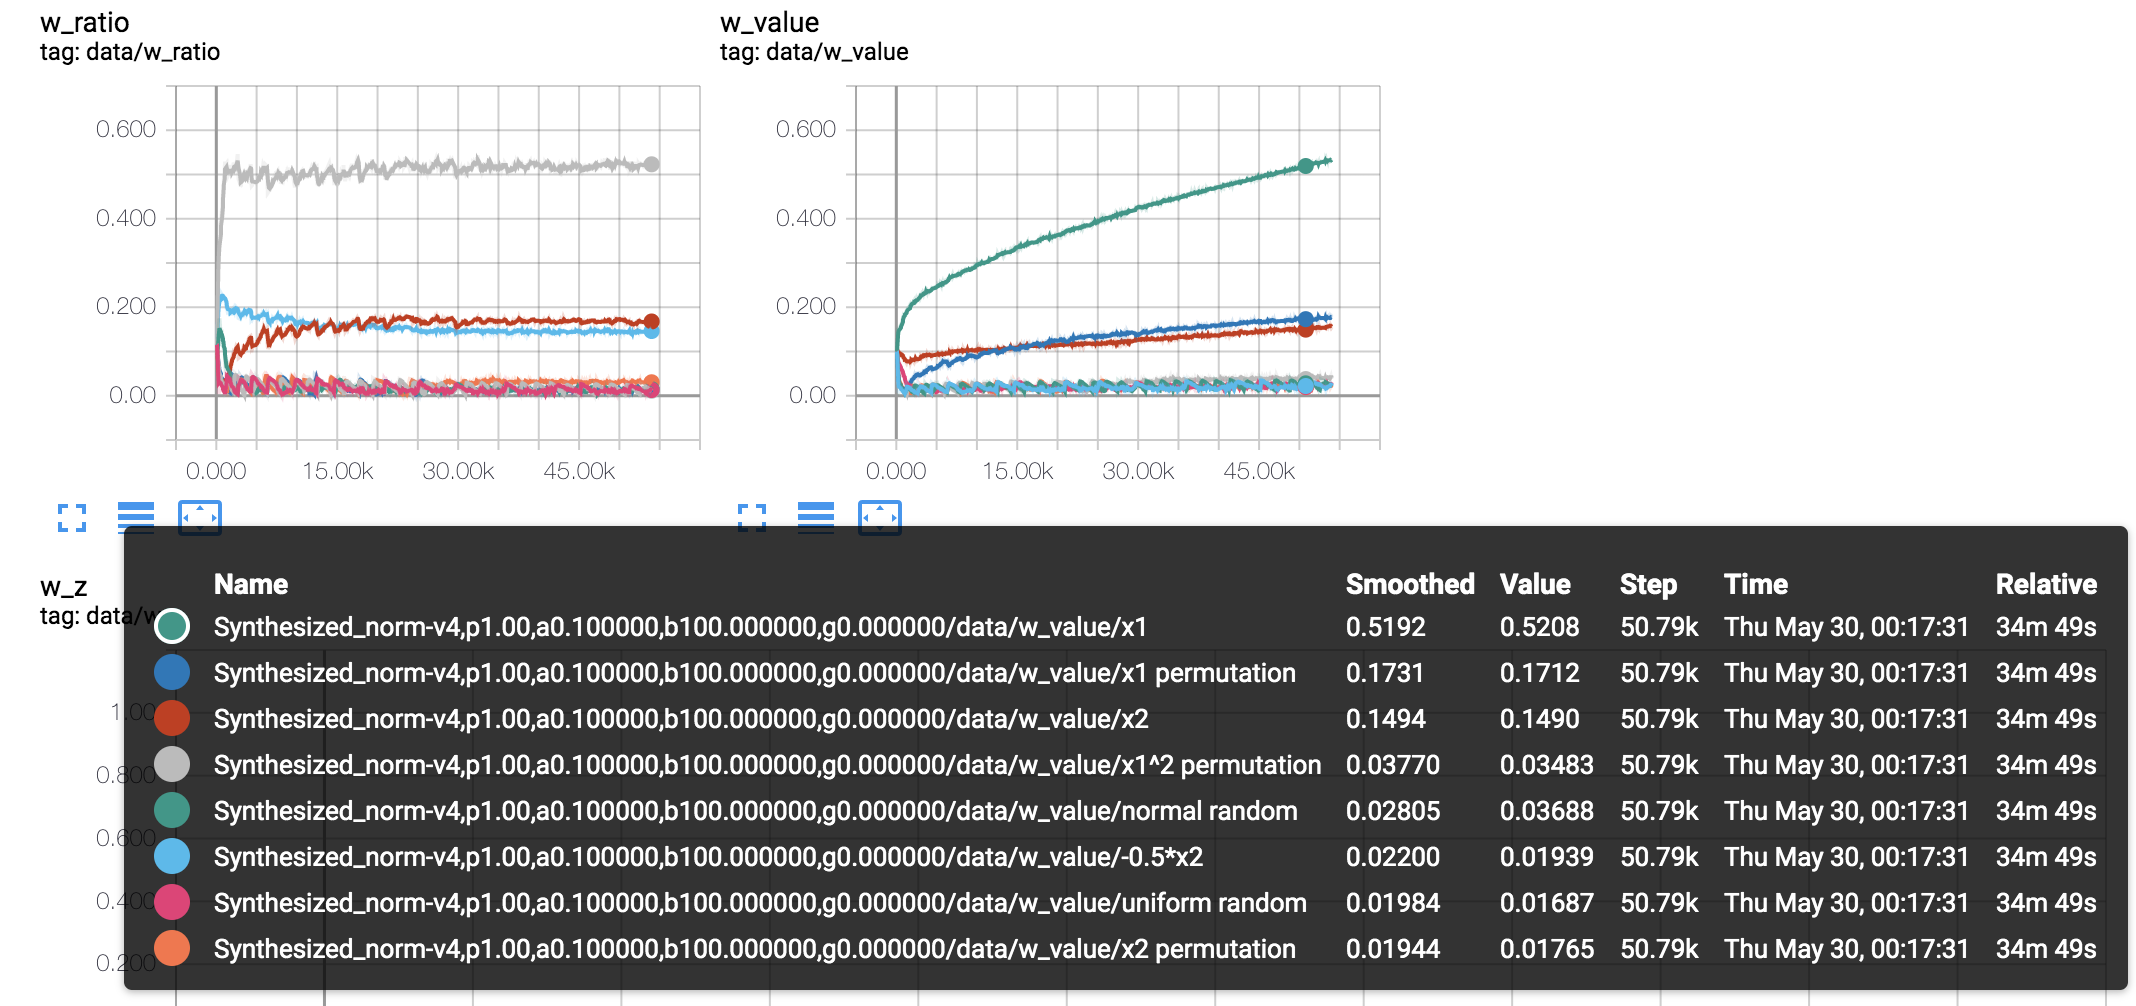 w_ratio
tag: data/w_ratio
0.600
0.400
0.200
0.00
0.000 15.00k 30.00k 45.00k
w_value
tag: data/w_value
0.600
0.400
0.200
0.00
0.000 15.00k 30.00k 45.00k
w_z
tag: data/w
1.00
0.800
0.600
0.400
0.200
Name Smoothed Value Step Time Relative
Synthesized_norm-v4,p1.00,a0.100000,b100.000000,g0.000000/data/w_value/x1 0.5192 0.5208 50.79k Thu May 30, 00:17:31 34m 49s
Synthesized_norm-v4,p1.00,a0.100000,b100.000000,g0.000000/data/w_value/x1 permutation 0.1731 0.1712 50.79k Thu May 30, 00:17:31 34m 49s
Synthesized_norm-v4,p1.00,a0.100000,b100.000000,g0.000000/data/w_value/x2 0.1494 0.1490 50.79k Thu May 30, 00:17:31 34m 49s
Synthesized_norm-v4,p1.00,a0.100000,b100.000000,g0.000000/data/w_value/x1^2 permutation 0.03770 0.03483 50.79k Thu May 30, 00:17:31 34m 49s
Synthesized_norm-v4,p1.00,a0.100000,b100.000000,g0.000000/data/w_value/normal random 0.02805 0.03688 50.79k Thu May 30, 00:17:31 34m 49s
Synthesized_norm-v4,p1.00,a0.100000,b100.000000,g0.000000/data/w_value/-0.5*x2 0.02200 0.01939 50.79k Thu May 30, 00:17:31 34m 49s
Synthesized_norm-v4,p1.00,a0.100000,b100.000000,g0.000000/data/w_value/uniform random 0.01984 0.01687 50.79k Thu May 30, 00:17:31 34m 49s
Synthesized_norm-v4,p1.00,a0.100000,b100.000000,g0.000000/data/w_value/x2 permutation 0.01944 0.01765 50.79k Thu May 30, 00:17:31 34m 49s